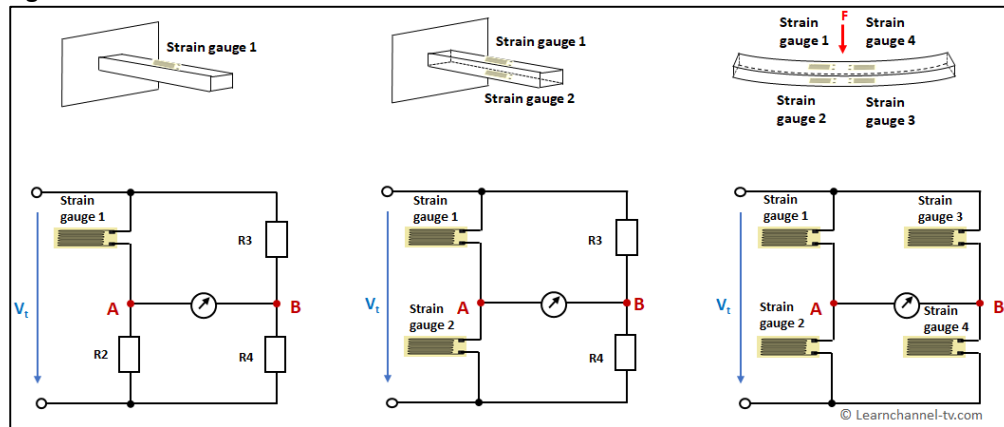 Strain gauge 1
Strain gauge 1
Strain gauge 2
Strain
gauge 1
F
Strain
gauge 4
Strain
gauge 2
Strain
gauge 3
Strain
gauge 1
R3
Vt
A
B
R2
R4
Strain
gauge 1
R3
Vt
A
B
Strain
gauge 2
R4
Strain
gauge 1
Strain
gauge 3
Vt
A
B
Strain
gauge 2
Strain
gauge 4
© Learnchannel-tv.com